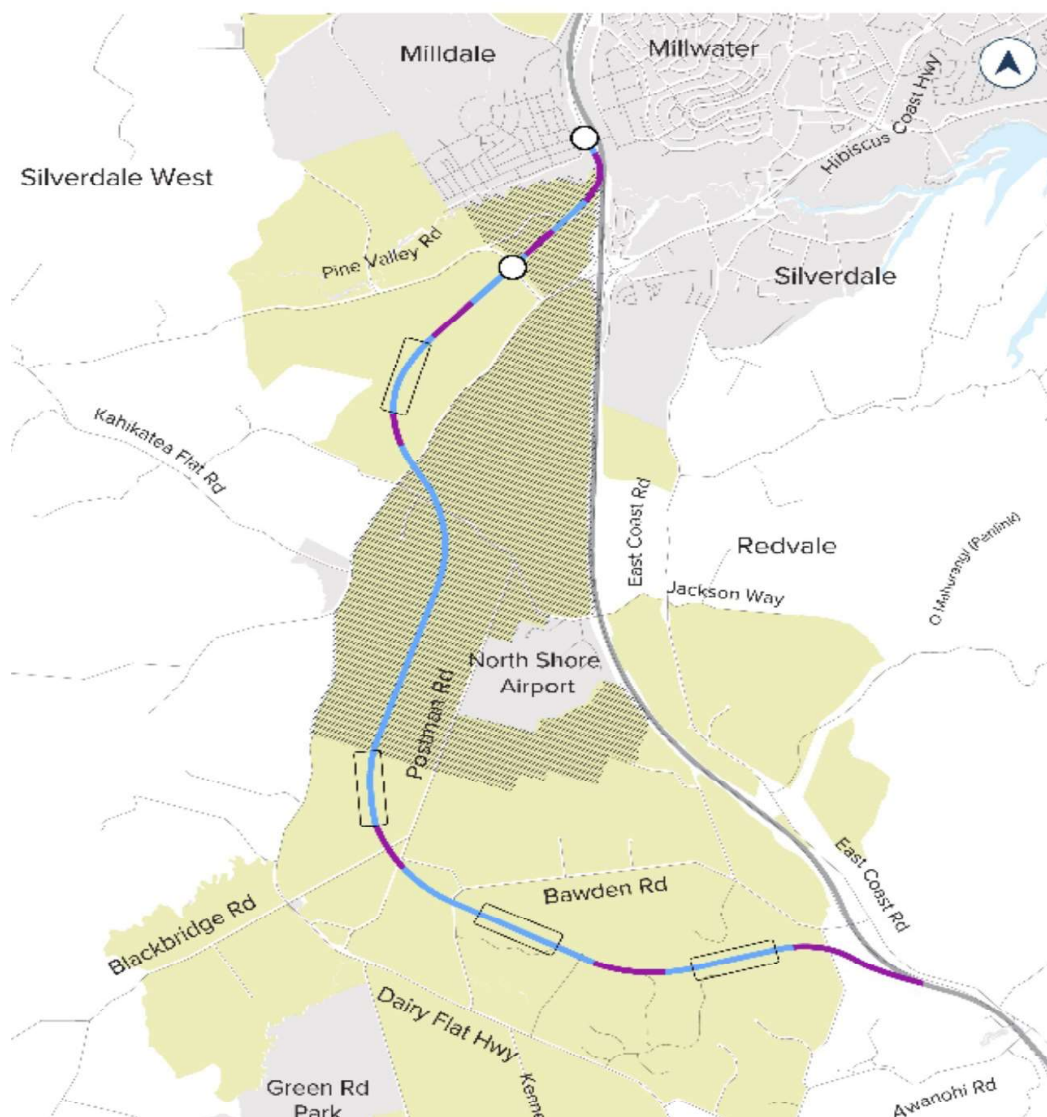 Milldale
Millwater
Hibiscus Coast Hwy
Silverdale West
Pine Valley Rd
Silverdale
Kahikatea Flat Rd
East Coast Rd
Redvale
O Mahurangi (Penlink)
Jackson Way
North Shore
Airport
Postman Rd
East Coast Rd
Bawden Rd
Blackbridge Rd
Dairy Flat Hwy
Green Rd
Park
Kenne
Awanohi Rd